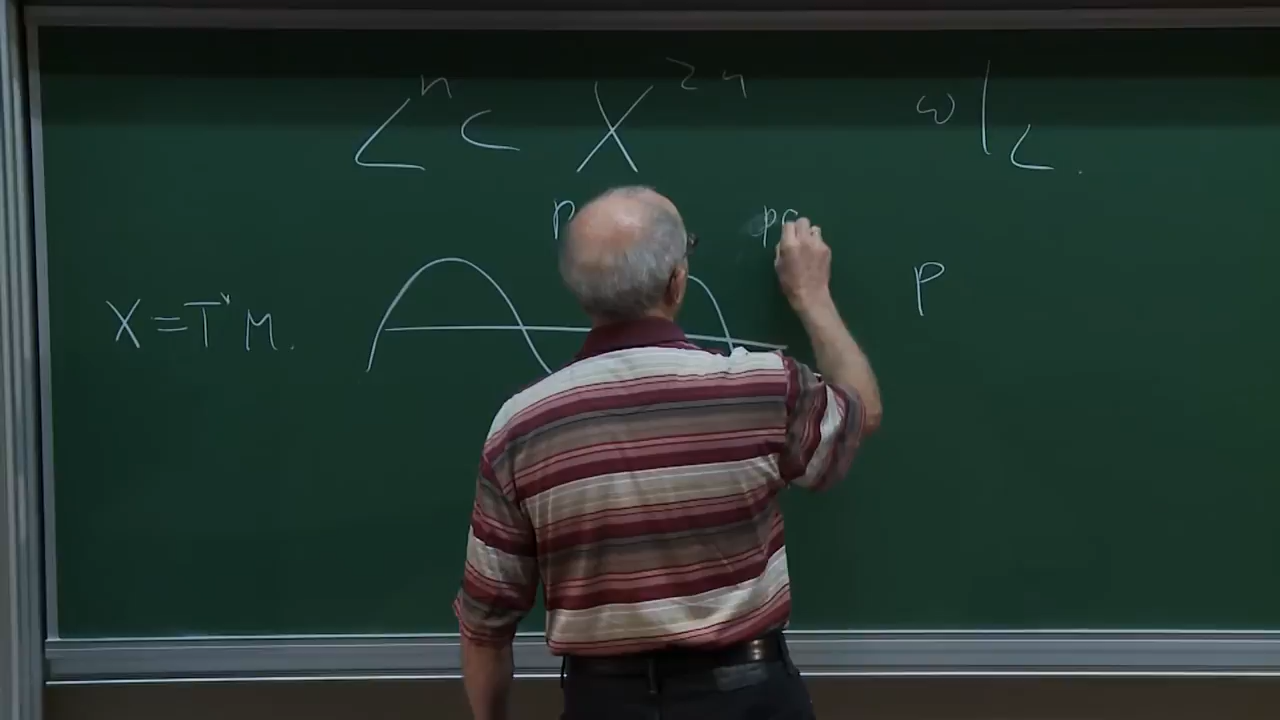 L^n ⊂ X^{2n} ω|_L.
p
p
X = T^v M.